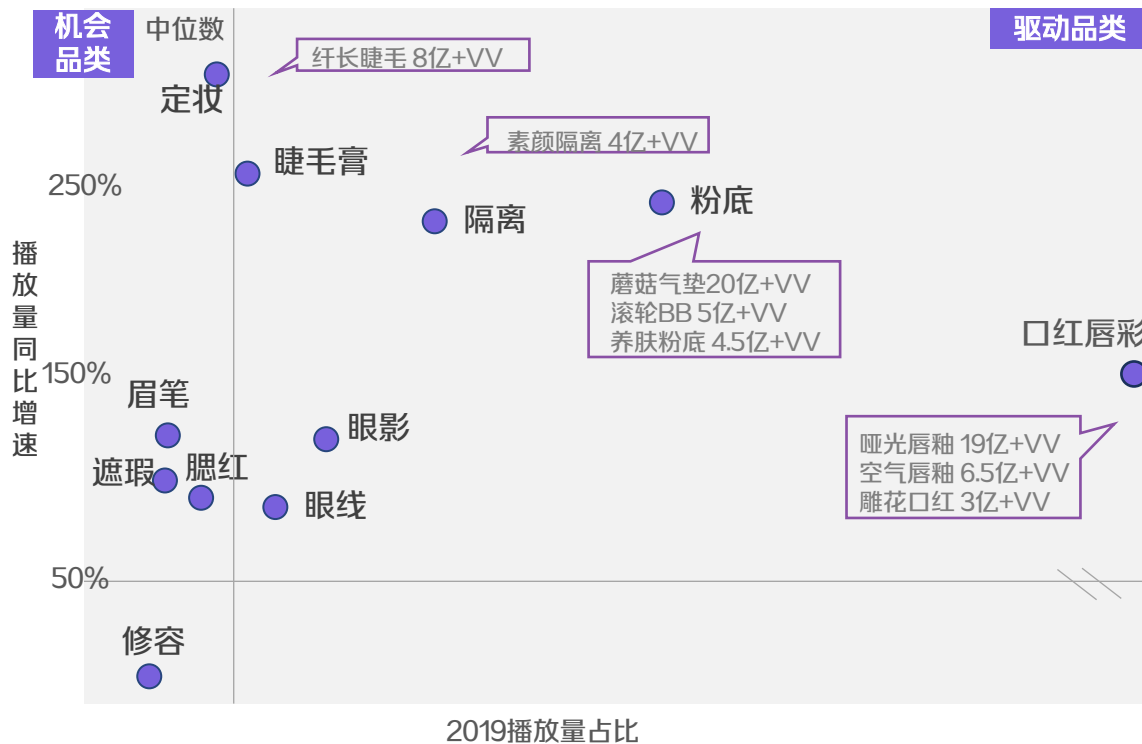 机会
品类
中位数
驱动品类
纤长睫毛 8亿+VV
定妆
素颜隔离 4亿+VV
睫毛膏
250%
粉底
隔离
播放量同比增速
蘑菇气垫20亿+VV
滚轮BB 5亿+VV
养肤粉底 4.5亿+VV
口红唇彩
150%
眉笔
眼影
哑光唇釉 19亿+VV
空气唇釉 6.5亿+VV
雕花口红 3亿+VV
遮瑕
腮红
眼线
50%
修容
2019播放量占比